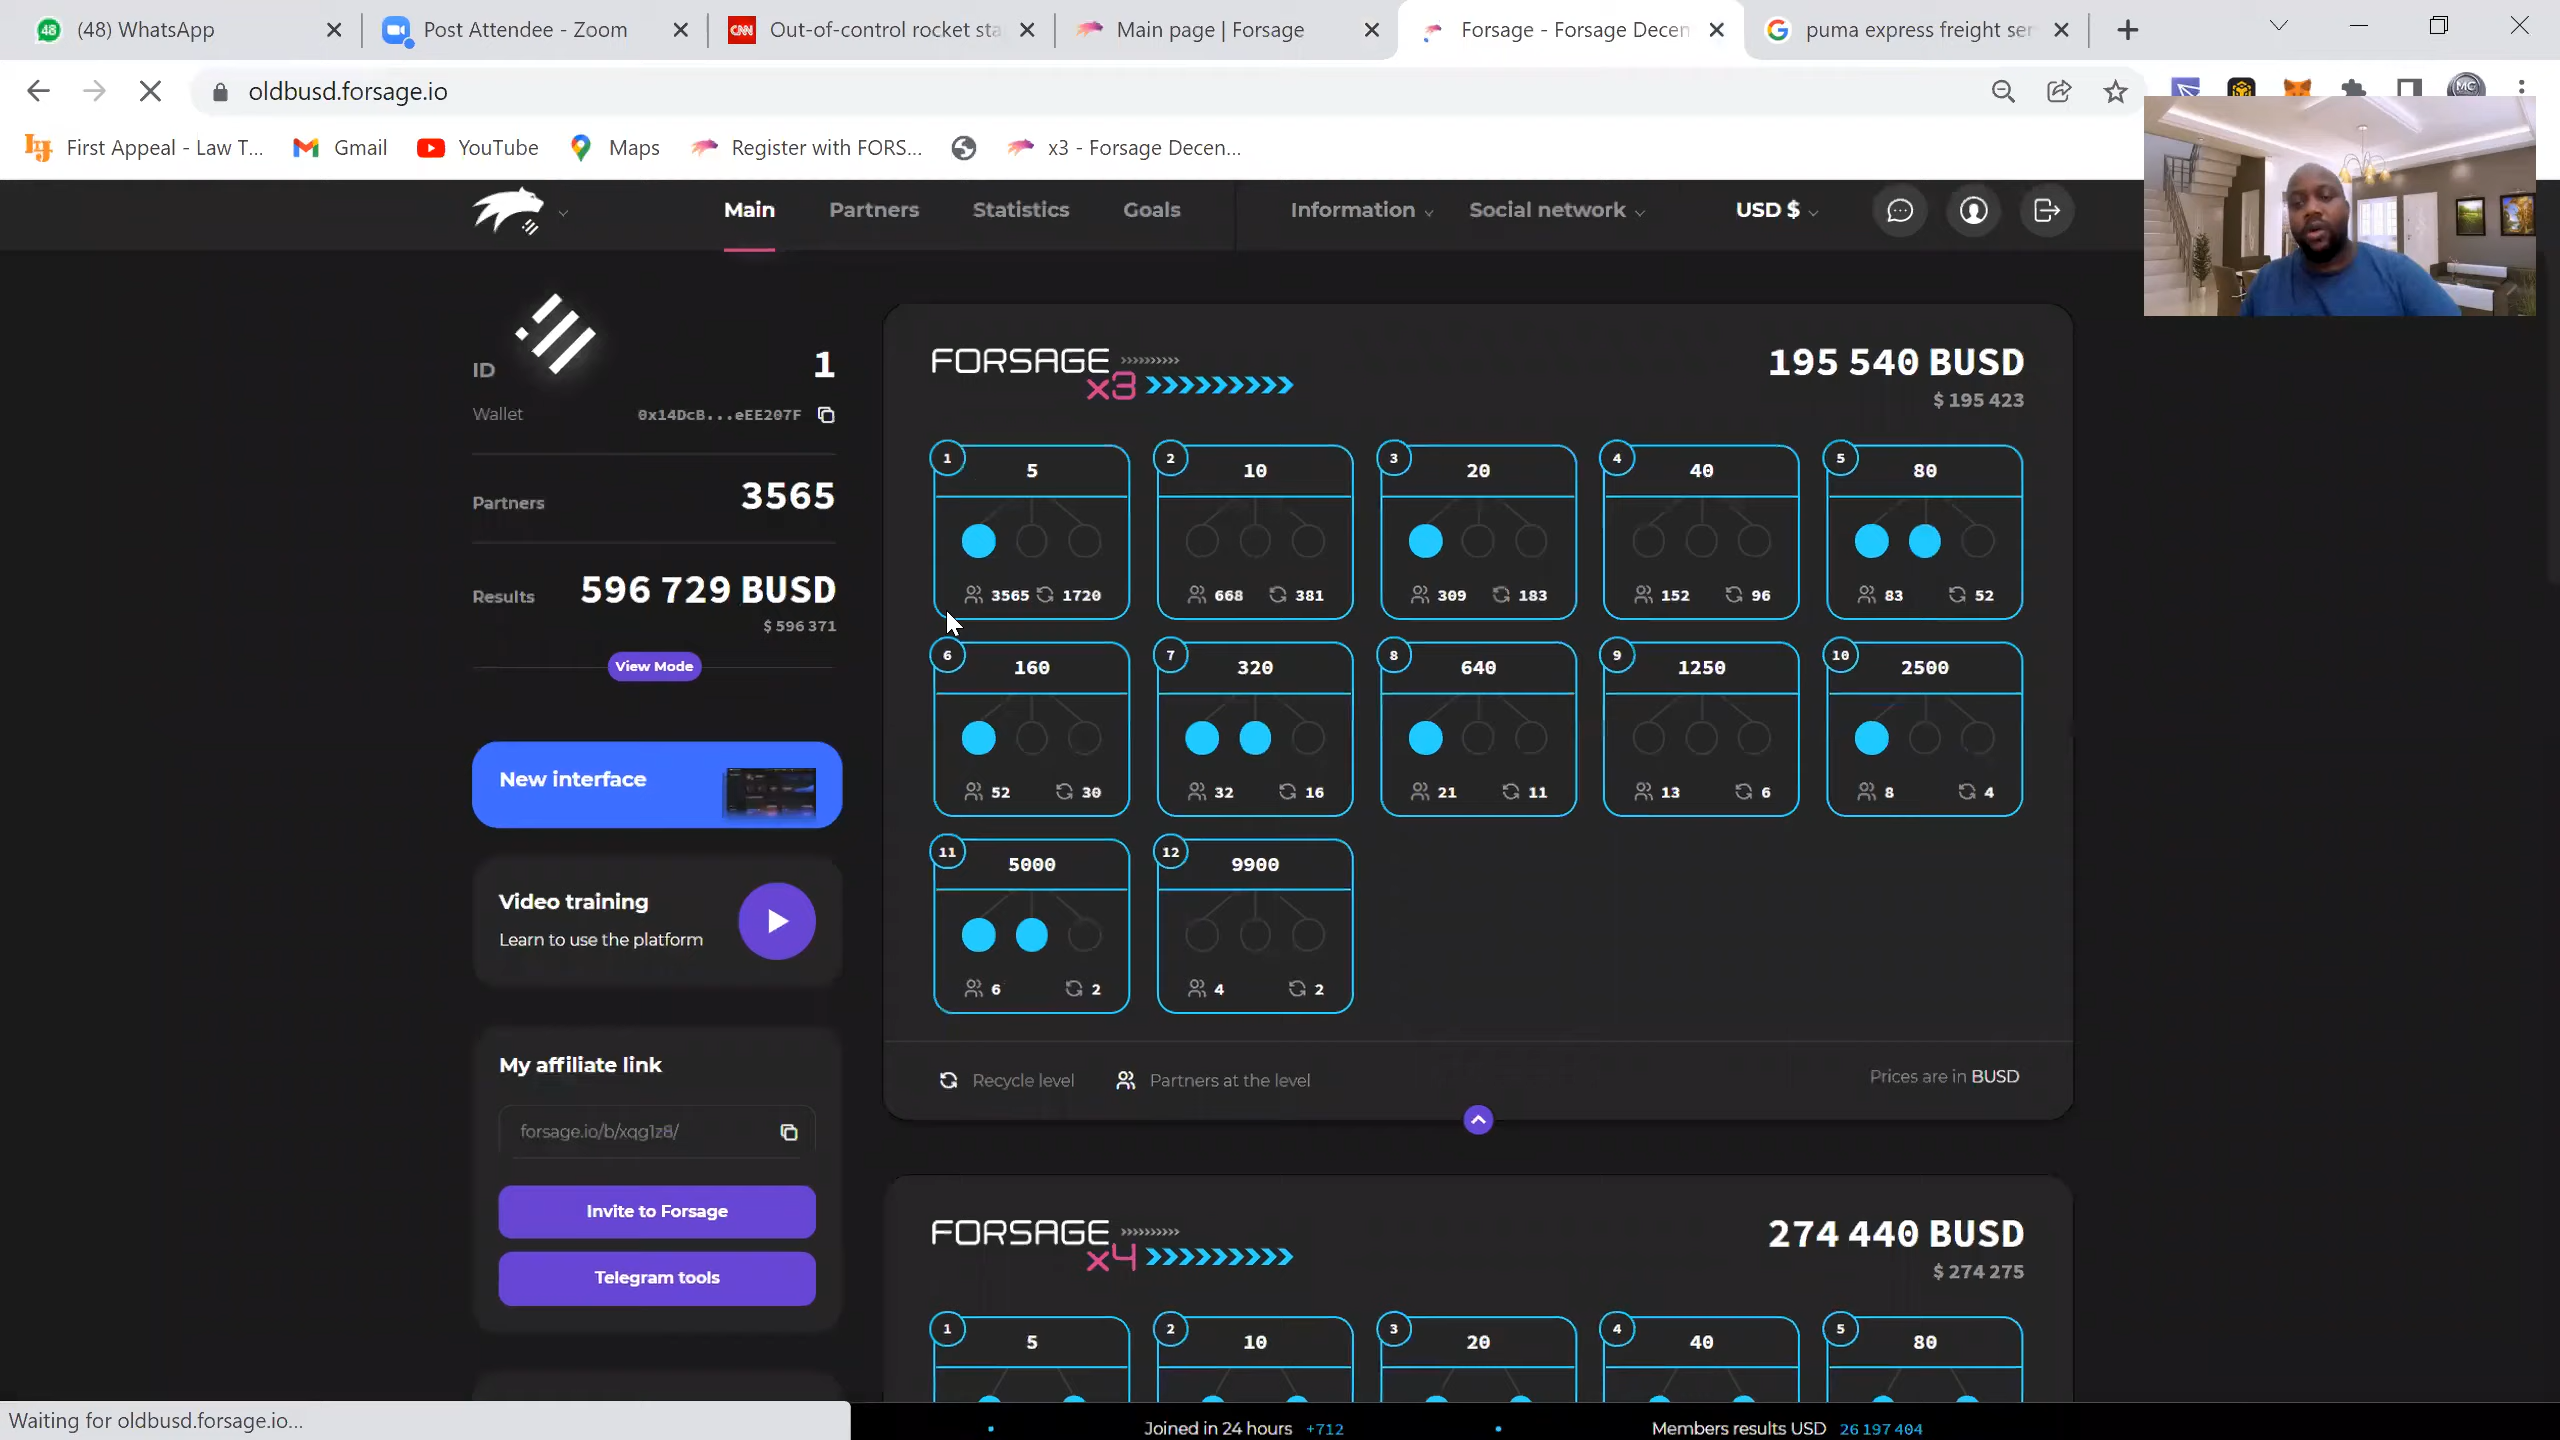 (48) WhatsApp
Post Attendee - Zoom
Out-of-control rocket sta
Main page | Forsage
Forsage - Forsage Decen
puma express freight ser
oldbusd.forsage.io
First Appeal - Law T...
Gmail
YouTube
Maps
Register with FORS...
x3 - Forsage Decen...
Main
Partners
Statistics
Goals
Information
Social network
USD $
ID 1
Wallet 0x14DcB...eEE207F
Partners 3565
Results 596 729 BUSD
$ 596 371
View Mode
New interface
Video training
Learn to use the platform
My affiliate link
forsage.io/b/xqg1z8/
Invite to Forsage
Telegram tools
FORSAGE
x3
195 540 BUSD
$ 195 423
1 5
3565 1720
2 10
668 381
3 20
309 183
4 40
152 96
5 80
83 52
6 160
52 30
7 320
32 16
8 640
21 11
9 1250
13 6
10 2500
8 4
11 5000
6 2
12 9900
4 2
Recycle level
Partners at the level
Prices are in BUSD
FORSAGE
x4
274 440 BUSD
$ 274 275
1 5
2 10
3 20
4 40
5 80
Waiting for oldbusd.forsage.io...
Joined in 24 hours +712
Members results USD 26 197 404